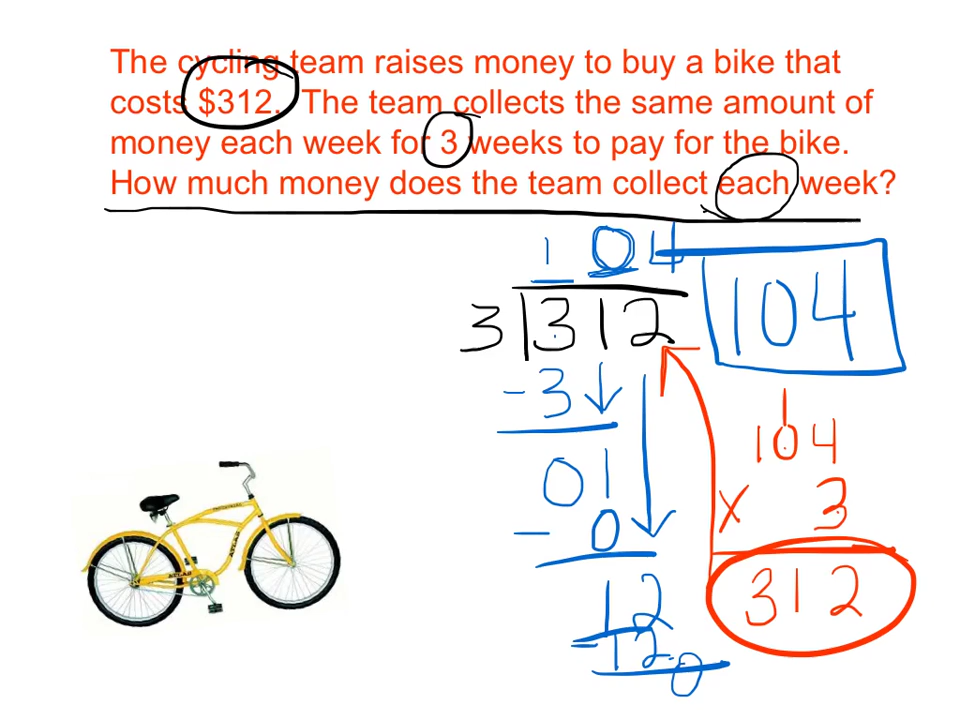 The cycling team raises money to buy a bike that
costs $312. The team collects the same amount of
money each week for 3 weeks to pay for the bike.
How much money does the team collect each week?
104
3 312
104
-3
01
- 0
12
-12
0
104
x 3
312
ATLAS
ATLAS